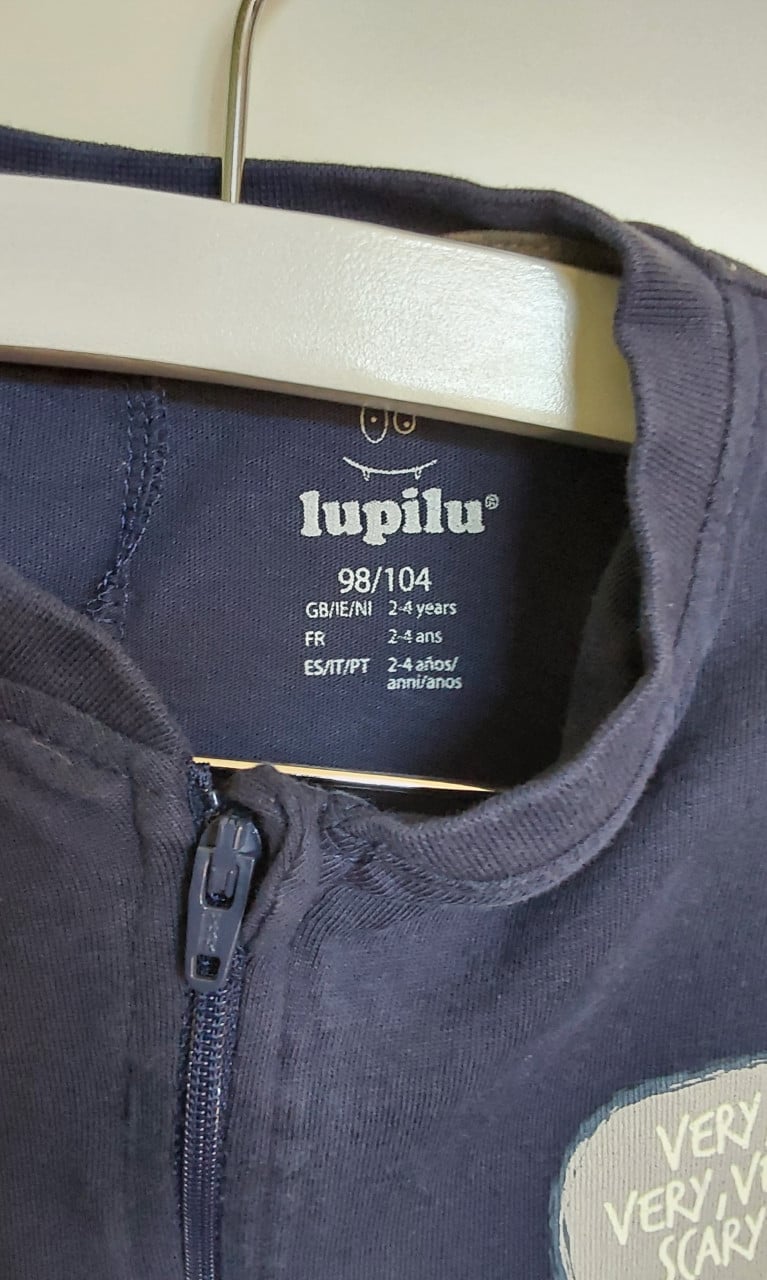 lupilu®
98/104
GB/IE/NI 2-4 years
FR 2-4 ans
ES/IT/PT 2-4 años/
anni/anos
VERY,
VERY,
SCARY